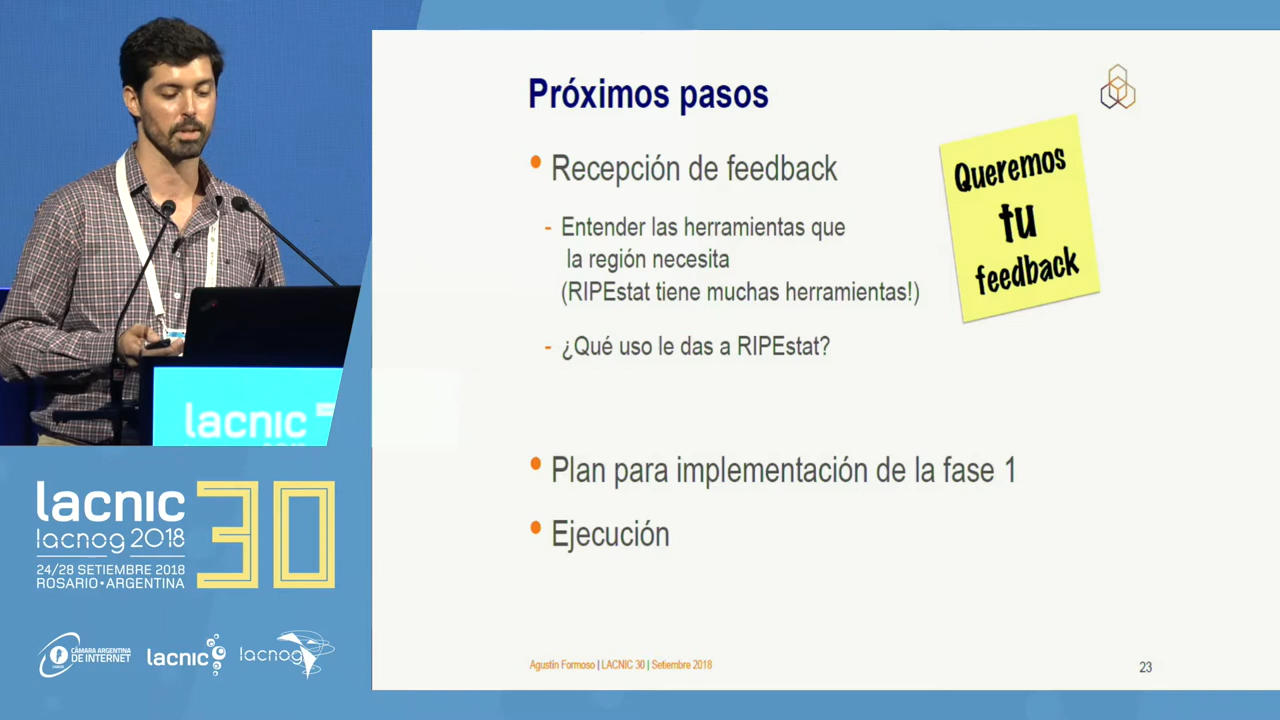 Próximos pasos
• Recepción de feedback
- Entender las herramientas que
la región necesita
(RIPEstat tiene muchas herramientas!)
- ¿Qué uso le das a RIPEstat?
• Plan para implementación de la fase 1
• Ejecución
Queremos
tu
feedback
Agustín Formoso | LACNIC 30 | Setiembre 2018
23
lacnic
lacnic 30
lacnog 2018
24/28 SETIEMBRE 2018
ROSARIO•ARGENTINA
CÁMARA ARGENTINA
DE INTERNET
lacnic
lacnog